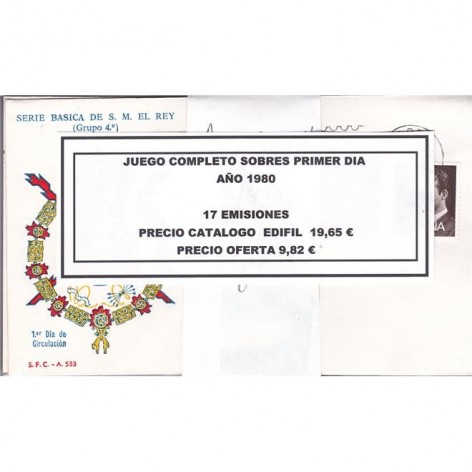 SERIE BASICA DE S. M. EL REY
(Grupo 4.º)
JUEGO COMPLETO SOBRES PRIMER DIA
AÑO 1980
17 EMISIONES
PRECIO CATALOGO EDIFIL 19,65 €
PRECIO OFERTA 9,82 €
NA
1.er Día de
Circulación
S. F. C. - A. 533